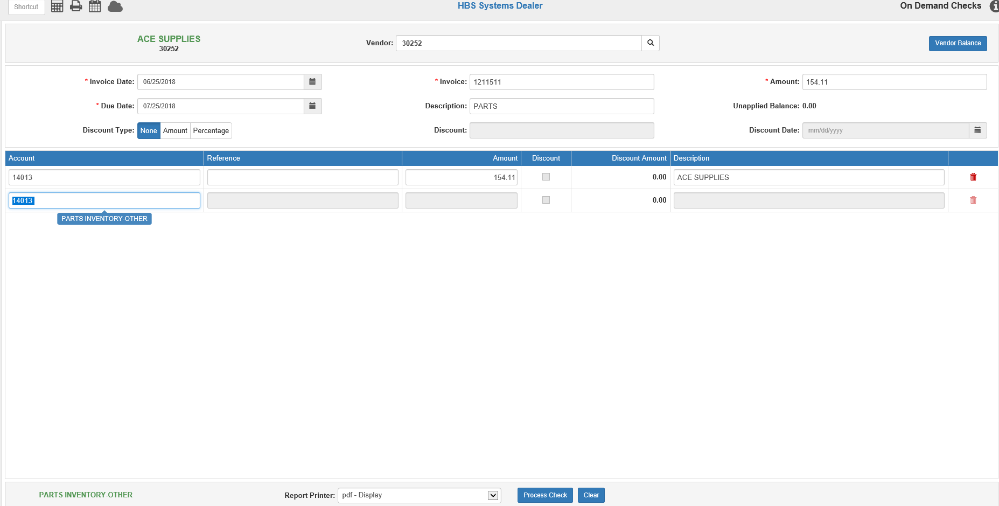 Shortcut
HBS Systems Dealer
On Demand Checks
ACE SUPPLIES
30252
Vendor: 30252
Vendor Balance
* Invoice Date: 06/25/2018
* Invoice: 1211511
* Amount: 154.11
* Due Date: 07/25/2018
Description: PARTS
Unapplied Balance: 0.00
Discount Type: None Amount Percentage
Discount:
Discount Date: mm/dd/yyyy
Account Reference Amount Discount Discount Amount Description
14013 154.11 0.00 ACE SUPPLIES
14013 0.00
PARTS INVENTORY-OTHER
PARTS INVENTORY-OTHER
Report Printer: pdf - Display
Process Check
Clear